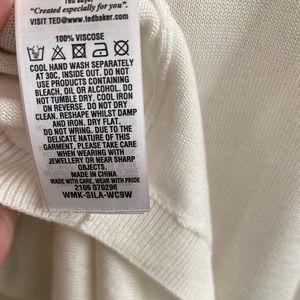 "Created especially for you".
VISIT TED@WWW.tedbaker.com
100% VISCOSE
COOL HAND WASH SEPARATELY
AT 30C, INSIDE OUT. DO NOT
USE PRODUCTS CONTAINING
BLEACH, OIL OR ALCOHOL. DO
NOT TUMBLE DRY. COOL IRON
ON REVERSE. DO NOT DRY
CLEAN. RESHAPE WHILST DAMP
AND IRON. DRY FLAT.
DO NOT WRING. DUE TO THE
DELICATE NATURE OF THIS
GARMENT, PLEASE TAKE CARE
WHEN WEARING WITH
JEWELLERY OR NEAR SHARP
OBJECTS.
MADE IN CHINA
MADE WITH CARE, WEAR WITH PRIDE
2106 070296
WMK-SILA-WC9W